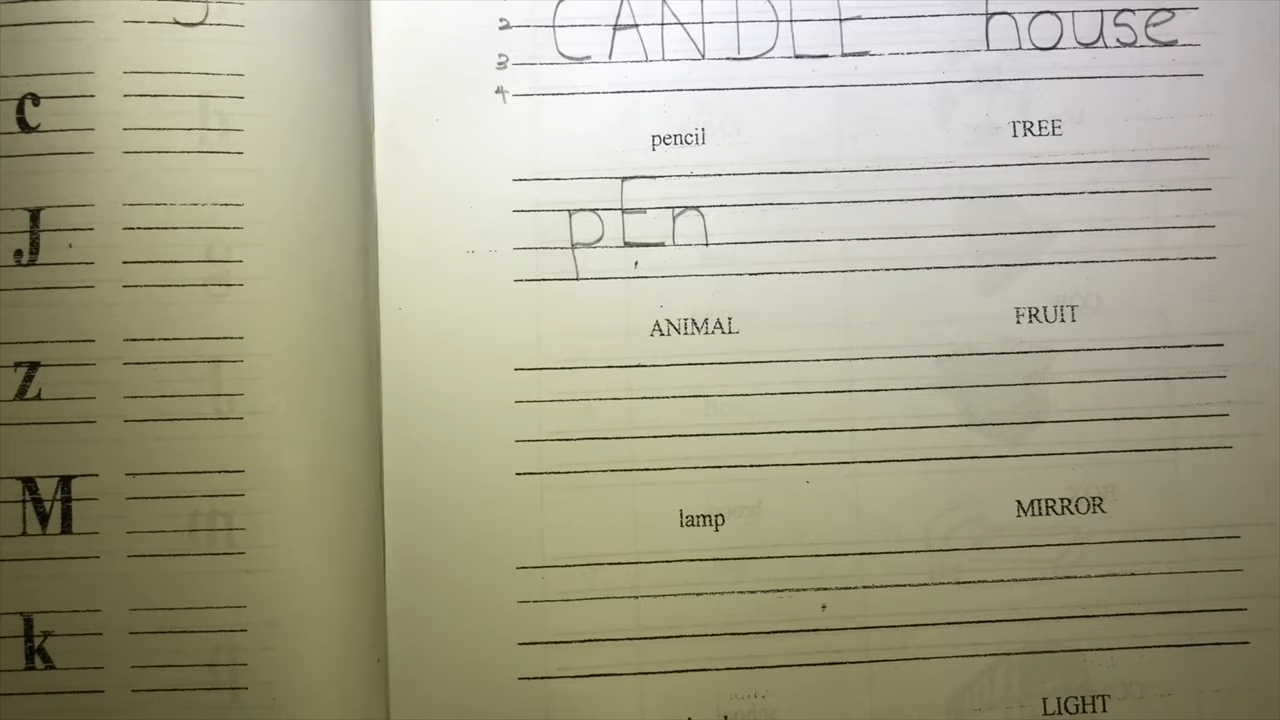 2
CANDLE house
3
4
c
pencil TREE
J
pEn
ANIMAL FRUIT
z
M
lamp MIRROR
k
LIGHT